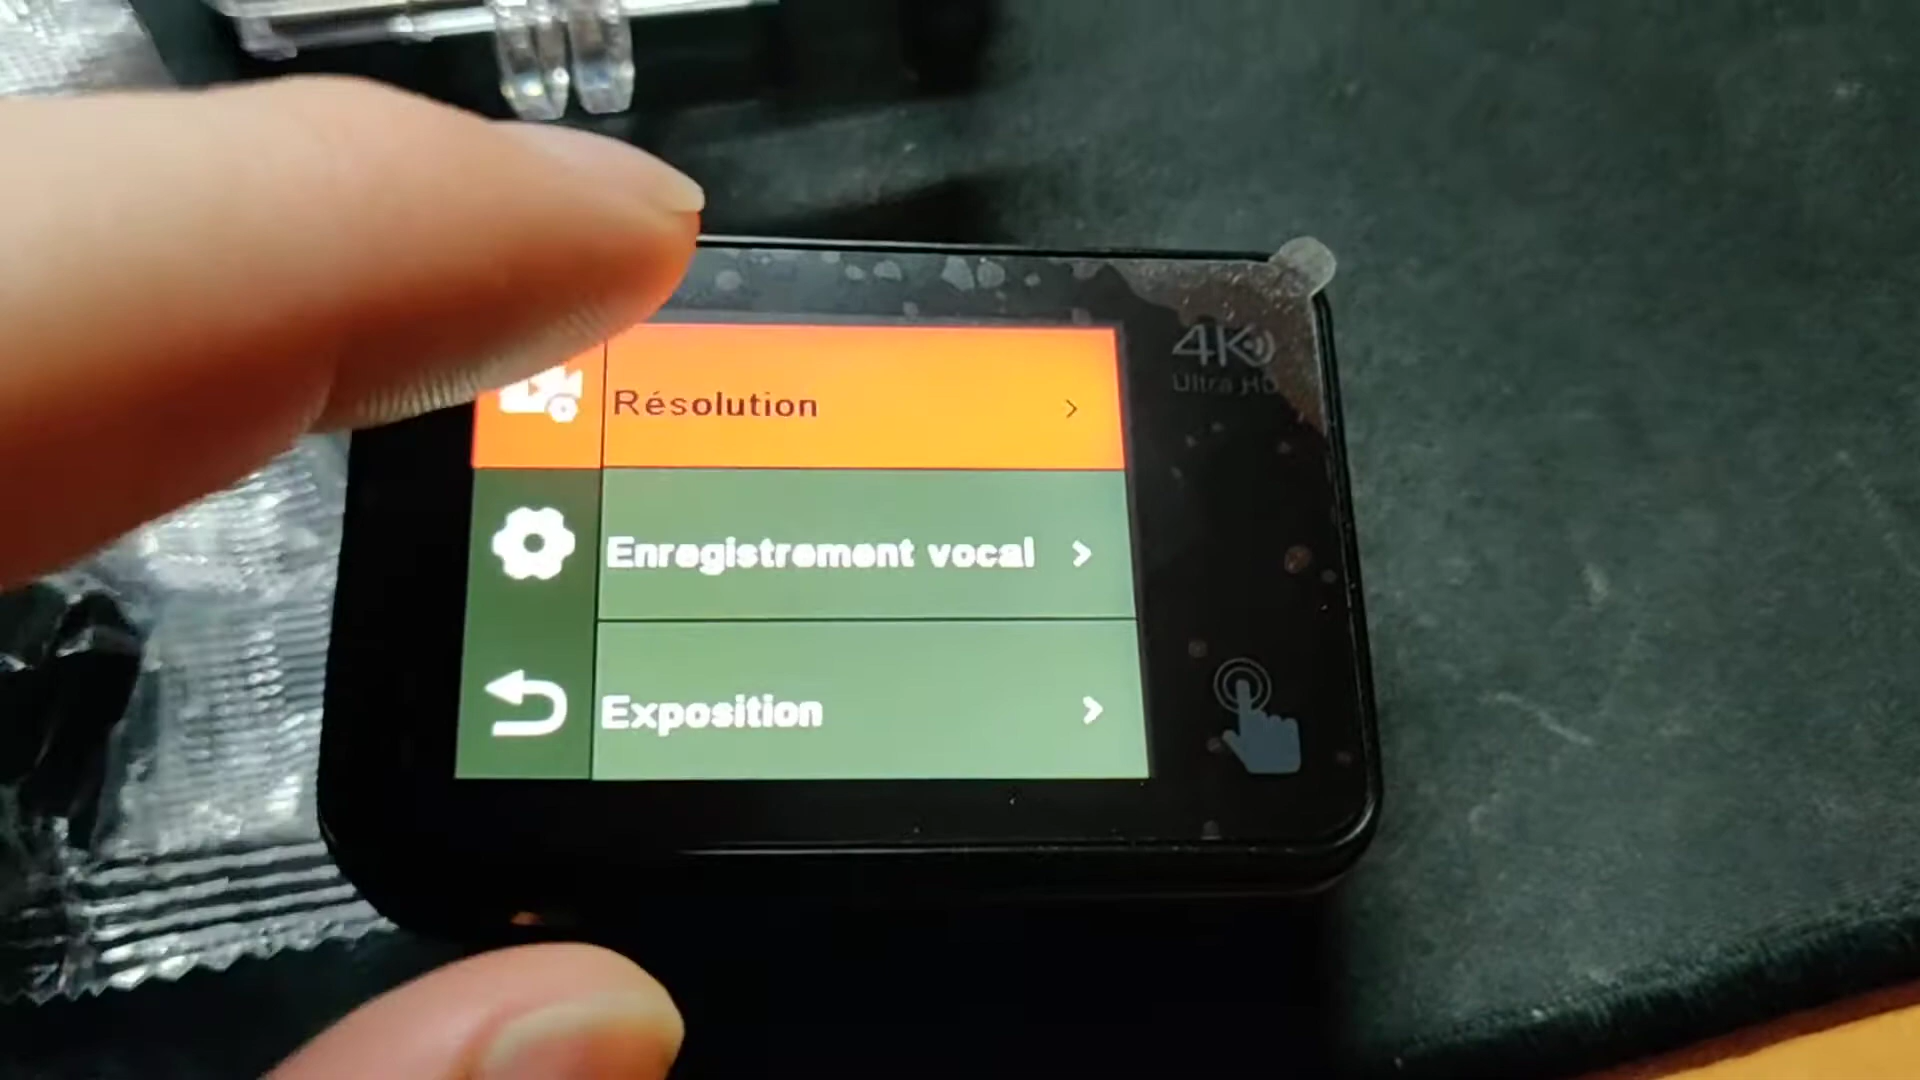 4K
Ultra HD
Résolution
Enregistrement vocal
Exposition